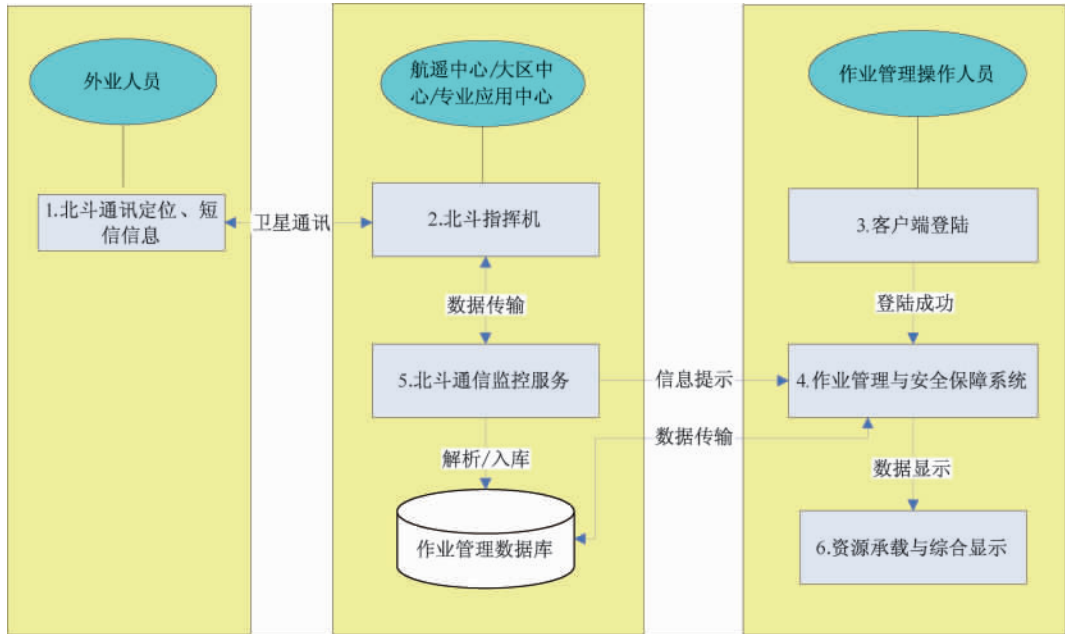 外业人员
航遥中心/大区中
心/专业应用中心
作业管理操作人员
1.北斗通讯定位、短
信信息
卫星通讯
2.北斗指挥机
3.客户端登陆
数据传输
登陆成功
5.北斗通信监控服务
信息提示
4.作业管理与安全保障系统
数据传输
解析/入库
数据显示
作业管理数据库
6.资源承载与综合显示